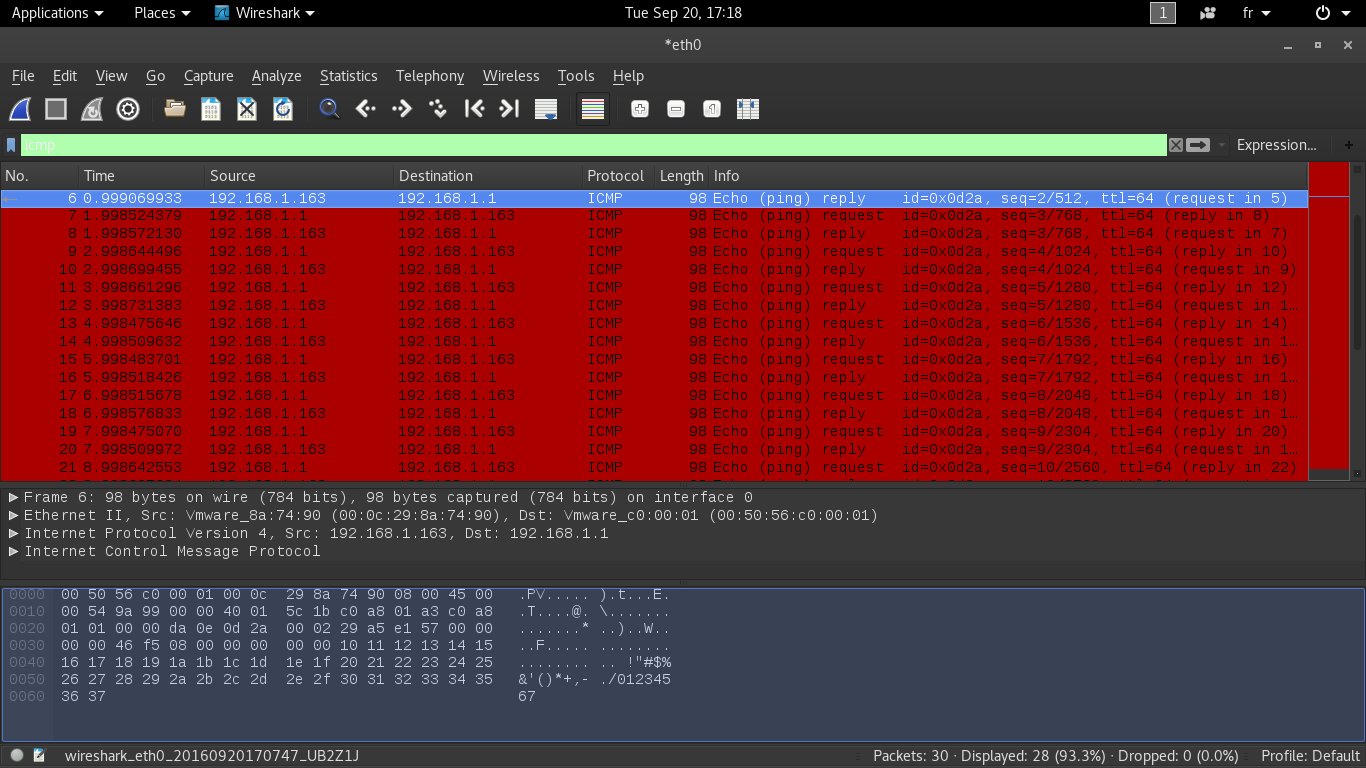 Applications Places Wireshark Tue Sep 20, 17:18 1 fr
*eth0
File Edit View Go Capture Analyze Statistics Telephony Wireless Tools Help
icmp Expression... +
No. Time Source Destination Protocol Length Info
6 0.999069933 192.168.1.163 192.168.1.1 ICMP 98 Echo (ping) reply id=0x0d2a, seq=2/512, ttl=64 (request in 5)
7 1.998524379 192.168.1.1 192.168.1.163 ICMP 98 Echo (ping) request id=0x0d2a, seq=3/768, ttl=64 (reply in 8)
8 1.998572130 192.168.1.163 192.168.1.1 ICMP 98 Echo (ping) reply id=0x0d2a, seq=3/768, ttl=64 (request in 7)
9 2.998644496 192.168.1.1 192.168.1.163 ICMP 98 Echo (ping) request id=0x0d2a, seq=4/1024, ttl=64 (reply in 10)
10 2.998699455 192.168.1.163 192.168.1.1 ICMP 98 Echo (ping) reply id=0x0d2a, seq=4/1024, ttl=64 (request in 9)
11 3.998661296 192.168.1.1 192.168.1.163 ICMP 98 Echo (ping) request id=0x0d2a, seq=5/1280, ttl=64 (reply in 12)
12 3.998731383 192.168.1.163 192.168.1.1 ICMP 98 Echo (ping) reply id=0x0d2a, seq=5/1280, ttl=64 (request in 1...
13 4.998475646 192.168.1.1 192.168.1.163 ICMP 98 Echo (ping) request id=0x0d2a, seq=6/1536, ttl=64 (reply in 14)
14 4.998509632 192.168.1.163 192.168.1.1 ICMP 98 Echo (ping) reply id=0x0d2a, seq=6/1536, ttl=64 (request in 1...
15 5.998483701 192.168.1.1 192.168.1.163 ICMP 98 Echo (ping) request id=0x0d2a, seq=7/1792, ttl=64 (reply in 16)
16 5.998518426 192.168.1.163 192.168.1.1 ICMP 98 Echo (ping) reply id=0x0d2a, seq=7/1792, ttl=64 (request in 1...
17 6.998515678 192.168.1.1 192.168.1.163 ICMP 98 Echo (ping) request id=0x0d2a, seq=8/2048, ttl=64 (reply in 18)
18 6.998576833 192.168.1.163 192.168.1.1 ICMP 98 Echo (ping) reply id=0x0d2a, seq=8/2048, ttl=64 (request in 1...
19 7.998475070 192.168.1.1 192.168.1.163 ICMP 98 Echo (ping) request id=0x0d2a, seq=9/2304, ttl=64 (reply in 20)
20 7.998509972 192.168.1.163 192.168.1.1 ICMP 98 Echo (ping) reply id=0x0d2a, seq=9/2304, ttl=64 (request in 1...
21 8.998642553 192.168.1.1 192.168.1.163 ICMP 98 Echo (ping) request id=0x0d2a, seq=10/2560, ttl=64 (reply in 22)
Frame 6: 98 bytes on wire (784 bits), 98 bytes captured (784 bits) on interface 0
Ethernet II, Src: Vmware_8a:74:90 (00:0c:29:8a:74:90), Dst: Vmware_c0:00:01 (00:50:56:c0:00:01)
Internet Protocol Version 4, Src: 192.168.1.163, Dst: 192.168.1.1
Internet Control Message Protocol
0000 00 50 56 c0 00 01 00 0c 29 8a 74 90 08 00 45 00 .PV..... ).t...E.
0010 00 54 9a 99 00 00 40 01 5c 1b c0 a8 01 a3 c0 a8 .T....@. \.......
0020 01 01 00 00 da 0e 0d 2a 00 02 29 a5 e1 57 00 00 .......* ..)..W..
0030 00 00 46 f5 08 00 00 00 00 00 10 11 12 13 14 15 ..F..... ........
0040 16 17 18 19 1a 1b 1c 1d 1e 1f 20 21 22 23 24 25 ........ .. !"#$%
0050 26 27 28 29 2a 2b 2c 2d 2e 2f 30 31 32 33 34 35 &'()*+,- ./012345
0060 36 37 67
wireshark_eth0_20160920170747_UB2Z1J Packets: 30 · Displayed: 28 (93.3%) · Dropped: 0 (0.0%) Profile: Default